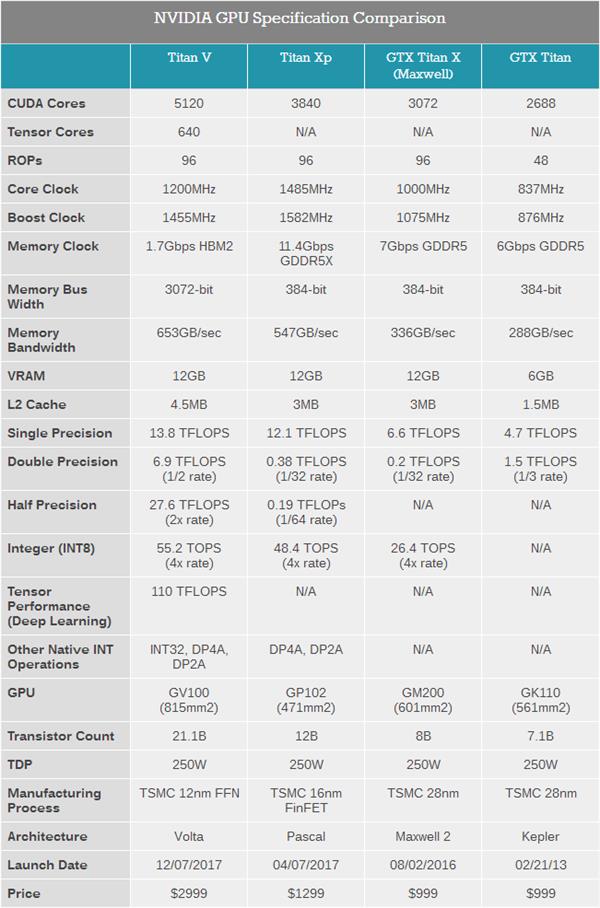 NVIDIA GPU Specification Comparison
Titan V Titan Xp GTX Titan X (Maxwell) GTX Titan
CUDA Cores 5120 3840 3072 2688
Tensor Cores 640 N/A N/A N/A
ROPs 96 96 96 48
Core Clock 1200MHz 1485MHz 1000MHz 837MHz
Boost Clock 1455MHz 1582MHz 1075MHz 876MHz
Memory Clock 1.7Gbps HBM2 11.4Gbps GDDR5X 7Gbps GDDR5 6Gbps GDDR5
Memory Bus Width 3072-bit 384-bit 384-bit 384-bit
Memory Bandwidth 653GB/sec 547GB/sec 336GB/sec 288GB/sec
VRAM 12GB 12GB 12GB 6GB
L2 Cache 4.5MB 3MB 3MB 1.5MB
Single Precision 13.8 TFLOPS 12.1 TFLOPS 6.6 TFLOPS 4.7 TFLOPS
Double Precision 6.9 TFLOPS (1/2 rate) 0.38 TFLOPS (1/32 rate) 0.2 TFLOPS (1/32 rate) 1.5 TFLOPS (1/3 rate)
Half Precision 27.6 TFLOPS (2x rate) 0.19 TFLOPs (1/64 rate) N/A N/A
Integer (INT8) 55.2 TOPS (4x rate) 48.4 TOPS (4x rate) 26.4 TOPS (4x rate) N/A
Tensor Performance (Deep Learning) 110 TFLOPS N/A N/A N/A
Other Native INT Operations INT32, DP4A, DP2A DP4A, DP2A N/A N/A
GPU GV100 (815mm2) GP102 (471mm2) GM200 (601mm2) GK110 (561mm2)
Transistor Count 21.1B 12B 8B 7.1B
TDP 250W 250W 250W 250W
Manufacturing Process TSMC 12nm FFN TSMC 16nm FinFET TSMC 28nm TSMC 28nm
Architecture Volta Pascal Maxwell 2 Kepler
Launch Date 12/07/2017 04/07/2017 08/02/2016 02/21/13
Price $2999 $1299 $999 $999